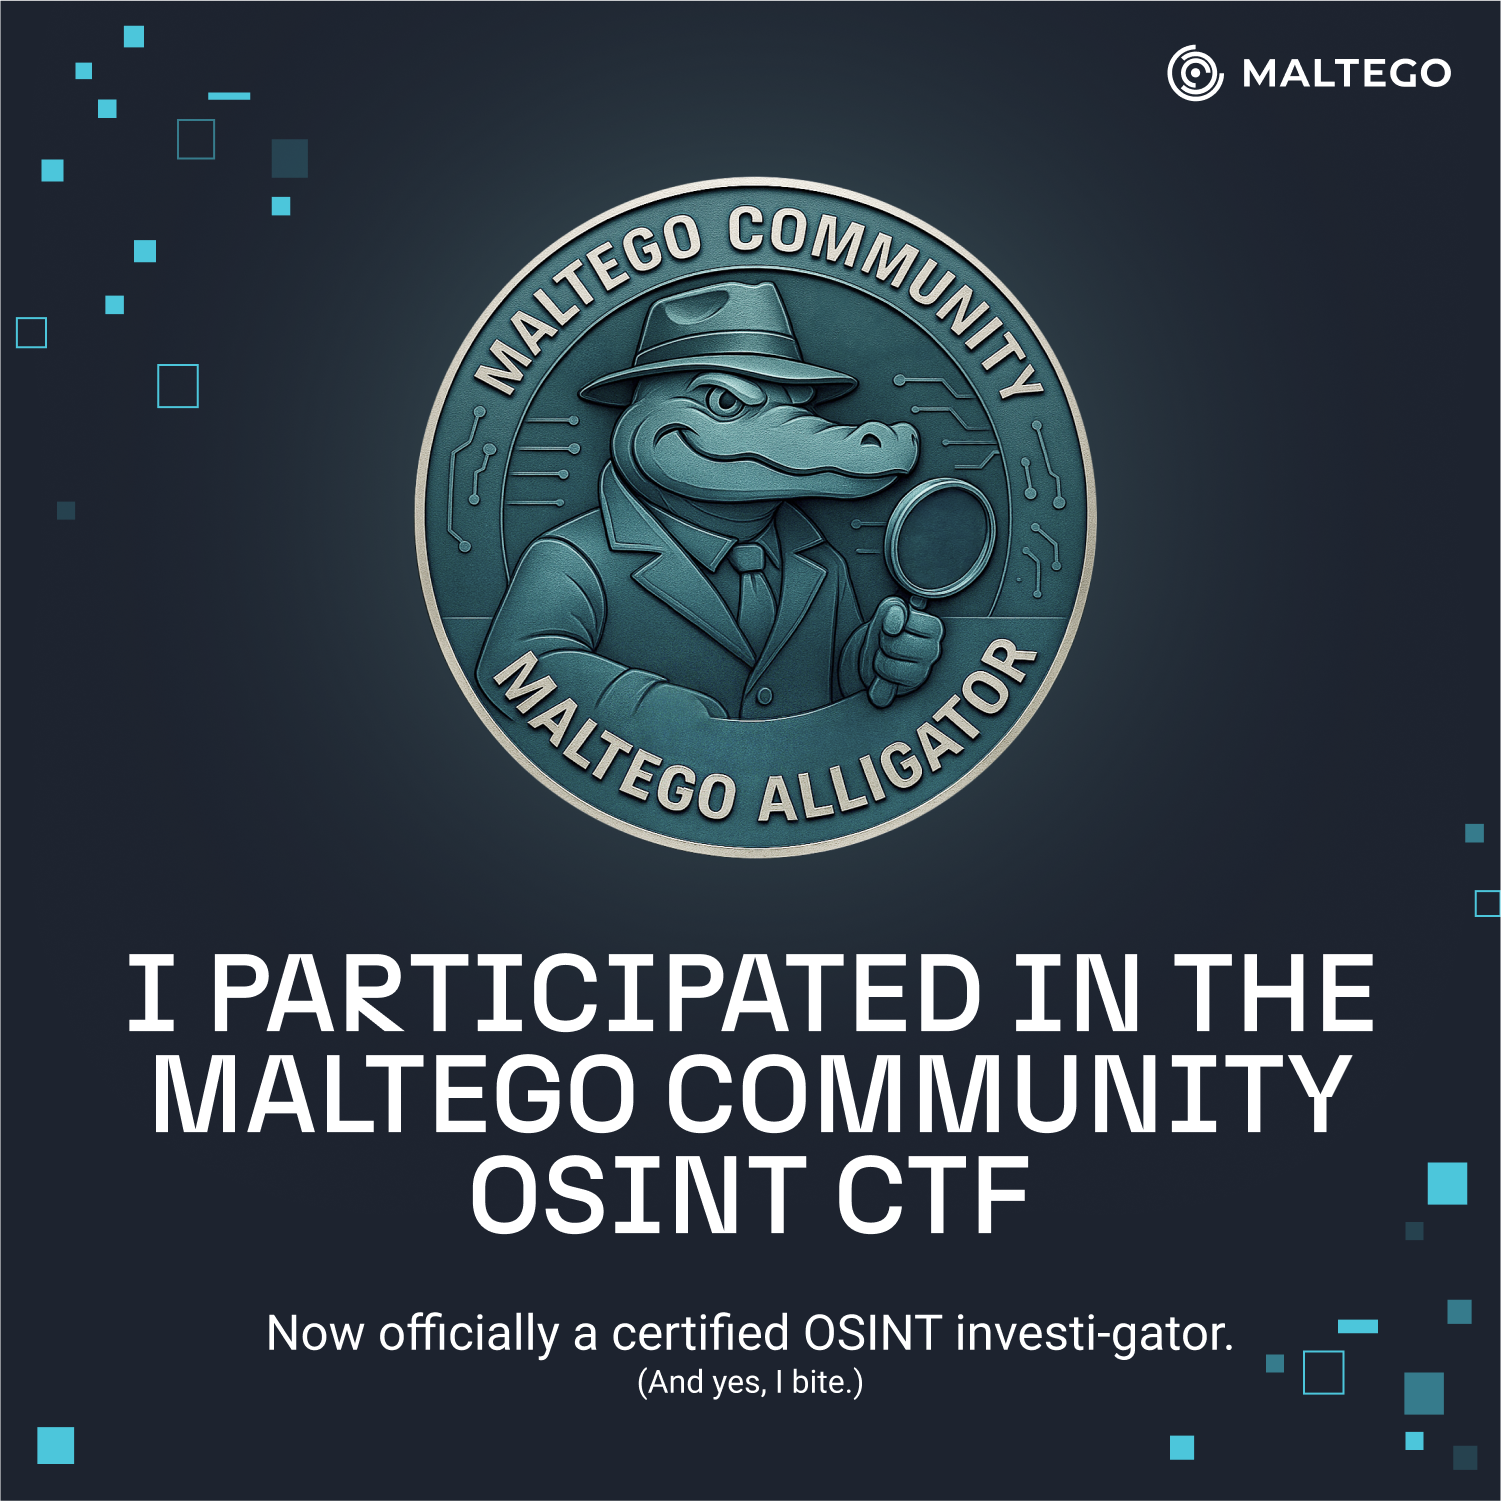 MALTEGO
MALTEGO COMMUNITY
MALTEGO ALLIGATOR
I PARTICIPATED IN THE
MALTEGO COMMUNITY
OSINT CTF
Now officially a certified OSINT investi-gator.
(And yes, I bite.)